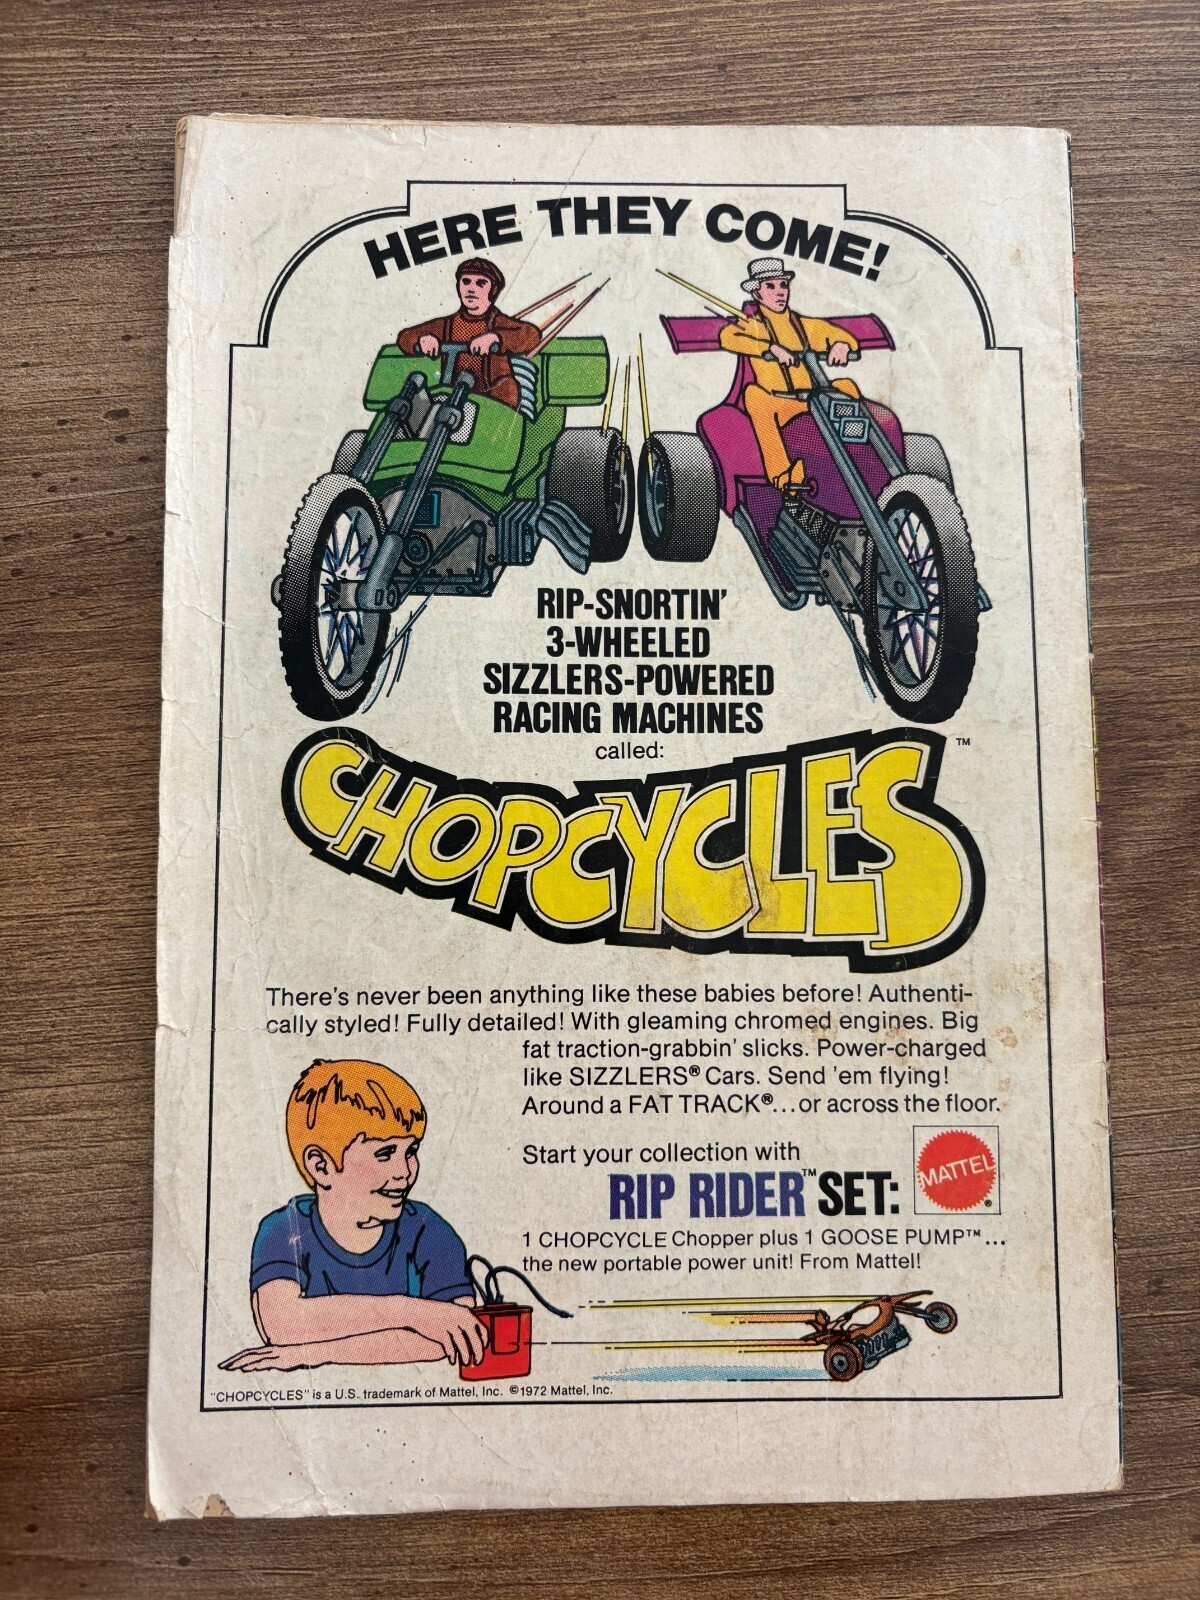 HERE THEY COME!
RIP-SNORTIN'
3-WHEELED
SIZZLERS-POWERED
RACING MACHINES
called:
CHOPCYCLES™
There's never been anything like these babies before! Authenti-
cally styled! Fully detailed! With gleaming chromed engines. Big
fat traction-grabbin' slicks. Power-charged
like SIZZLERS® Cars. Send 'em flying!
Around a FAT TRACK®...or across the floor.
Start your collection with
RIP RIDER™ SET:
MATTEL®
1 CHOPCYCLE Chopper plus 1 GOOSE PUMP™...
the new portable power unit! From Mattel!
"CHOPCYCLES" is a U.S. trademark of Mattel, Inc. ©1972 Mattel, Inc.